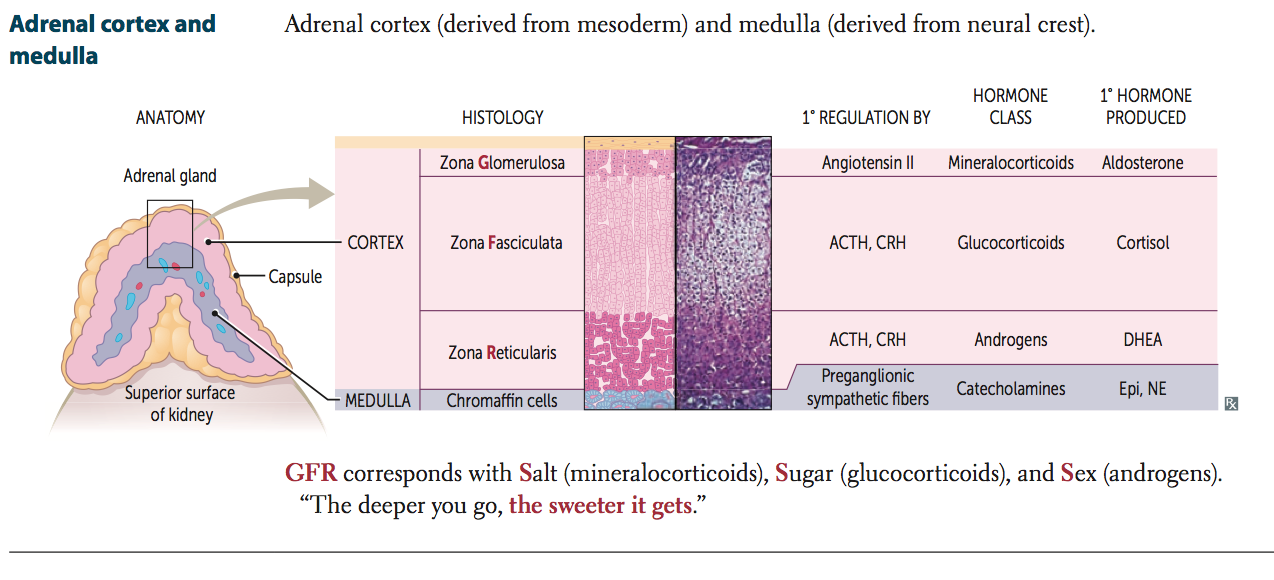 Adrenal cortex and
medulla
Adrenal cortex (derived from mesoderm) and medulla (derived from neural crest).
ANATOMY
HISTOLOGY
1° REGULATION BY
HORMONE
CLASS
1° HORMONE
PRODUCED
Adrenal gland
Zona Glomerulosa
Angiotensin II
Mineralocorticoids
Aldosterone
CORTEX
Zona Fasciculata
ACTH, CRH
Glucocorticoids
Cortisol
Capsule
Zona Reticularis
ACTH, CRH
Androgens
DHEA
Superior surface
of kidney
MEDULLA
Chromaffin cells
Preganglionic
sympathetic fibers
Catecholamines
Epi, NE
Rx
GFR corresponds with Salt (mineralocorticoids), Sugar (glucocorticoids), and Sex (androgens).
“The deeper you go, the sweeter it gets.”